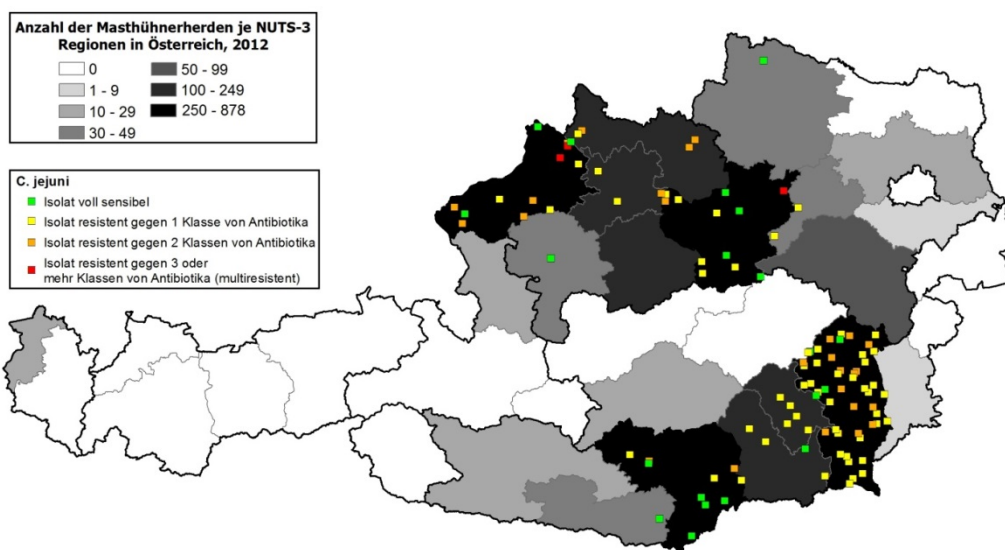 Anzahl der Masthühnerherden je NUTS-3
Regionen in Österreich, 2012
0
1 - 9
10 - 29
30 - 49
50 - 99
100 - 249
250 - 878
C. jejuni
Isolat voll sensibel
Isolat resistent gegen 1 Klasse von Antibiotika
Isolat resistent gegen 2 Klassen von Antibiotika
Isolat resistent gegen 3 oder
mehr Klassen von Antibiotika (multiresistent)